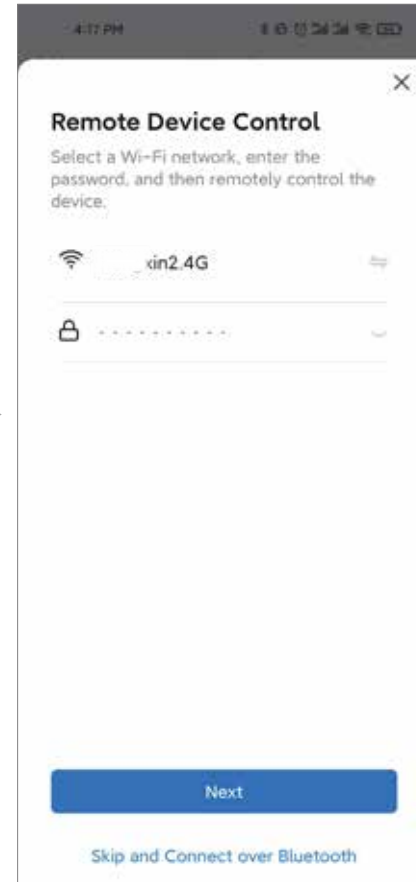 4:17 PM
Remote Device Control
Select a Wi-Fi network, enter the
password, and then remotely control the
device.
xin2.4G
Next
Skip and Connect over Bluetooth